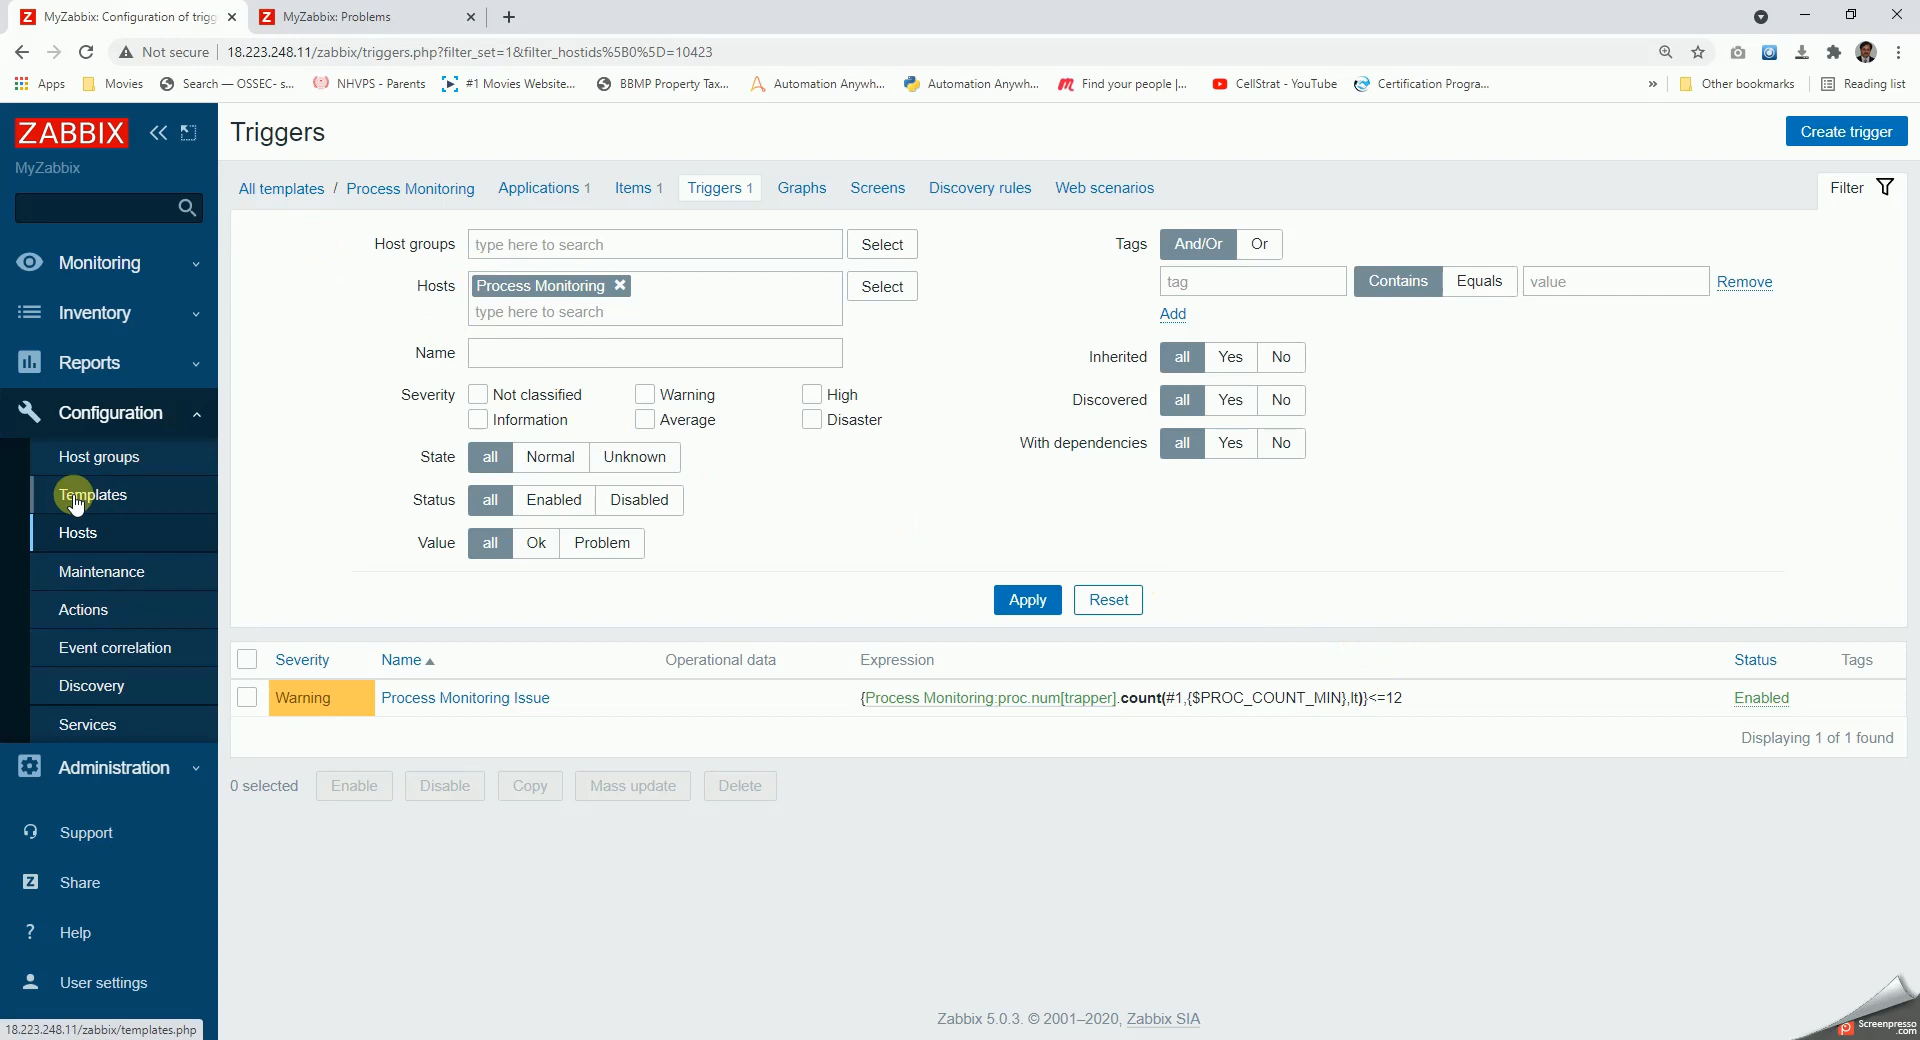 MyZabbix: Configuration of trigg
MyZabbix: Problems
Not secure
18.223.248.11/zabbix/triggers.php?filter_set=1&filter_hostids%5B0%5D=10423
Apps
Movies
Search — OSSEC- s...
NHVPS - Parents
#1 Movies Website...
BBMP Property Tax...
Automation Anywh...
Automation Anywh...
Find your people |...
CellStrat - YouTube
Certification Progra...
»
Other bookmarks
Reading list
ZABBIX
MyZabbix
Monitoring
Inventory
Reports
Configuration
Host groups
Templates
Hosts
Maintenance
Actions
Event correlation
Discovery
Services
Administration
Support
Share
Help
User settings
18.223.248.11/zabbix/templates.php
Triggers
Create trigger
All templates / Process Monitoring Applications 1 Items 1 Triggers 1 Graphs Screens Discovery rules Web scenarios
Filter
Host groups type here to search Select
Hosts Process Monitoring Select
type here to search
Name
Severity Not classified Warning High
Information Average Disaster
State all Normal Unknown
Status all Enabled Disabled
Value all Ok Problem
Tags And/Or Or
tag Contains Equals value Remove
Add
Inherited all Yes No
Discovered all Yes No
With dependencies all Yes No
Apply Reset
Severity Name Operational data Expression Status Tags
Warning Process Monitoring Issue {Process Monitoring:proc.num[trapper].count(#1,{$PROC_COUNT_MIN},lt)}<=12 Enabled
Displaying 1 of 1 found
0 selected Enable Disable Copy Mass update Delete
Zabbix 5.0.3. © 2001–2020, Zabbix SIA
Screenpresso
.com